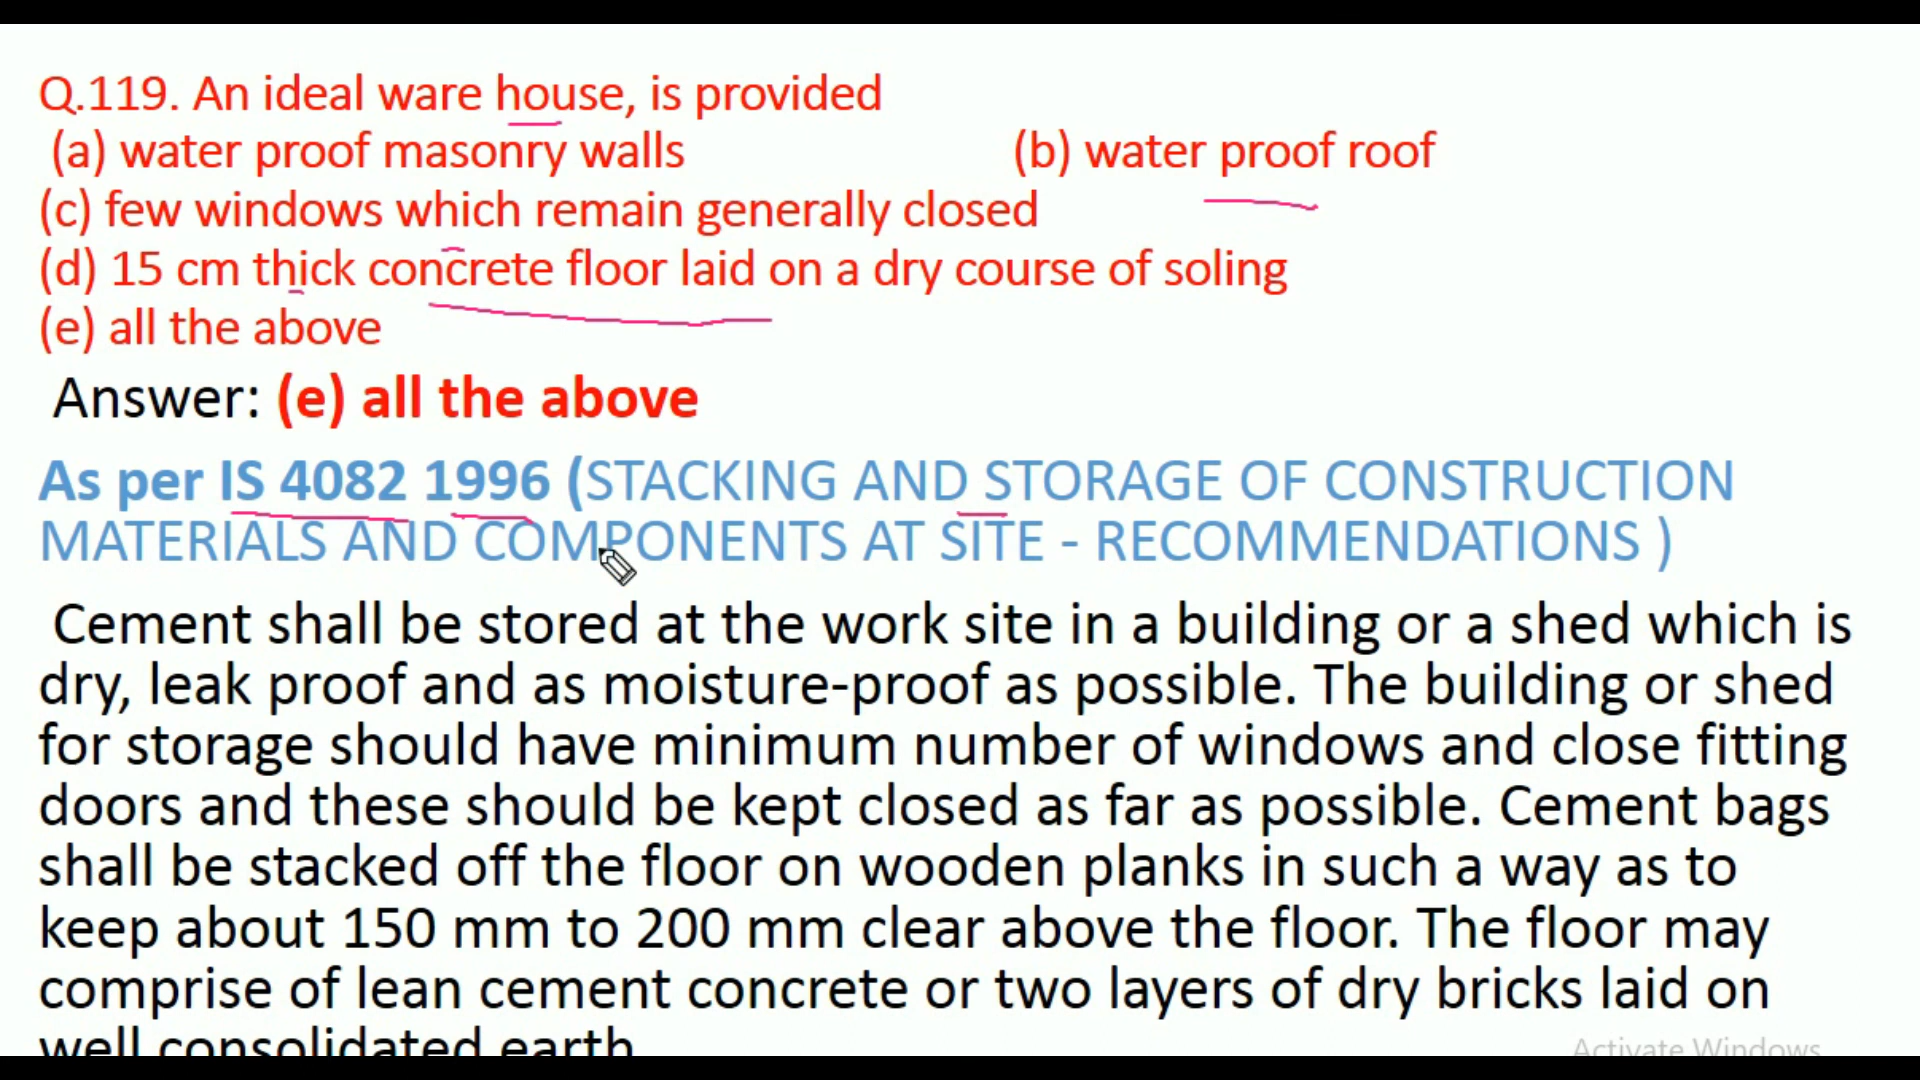 Q.119. An ideal ware house, is provided
(a) water proof masonry walls (b) water proof roof
(c) few windows which remain generally closed
(d) 15 cm thick concrete floor laid on a dry course of soling
(e) all the above
Answer: (e) all the above
As per IS 4082 1996 (STACKING AND STORAGE OF CONSTRUCTION
MATERIALS AND COMPONENTS AT SITE - RECOMMENDATIONS )
Cement shall be stored at the work site in a building or a shed which is
dry, leak proof and as moisture-proof as possible. The building or shed
for storage should have minimum number of windows and close fitting
doors and these should be kept closed as far as possible. Cement bags
shall be stacked off the floor on wooden planks in such a way as to
keep about 150 mm to 200 mm clear above the floor. The floor may
comprise of lean cement concrete or two layers of dry bricks laid on
well consolidated earth.
Activate Windows